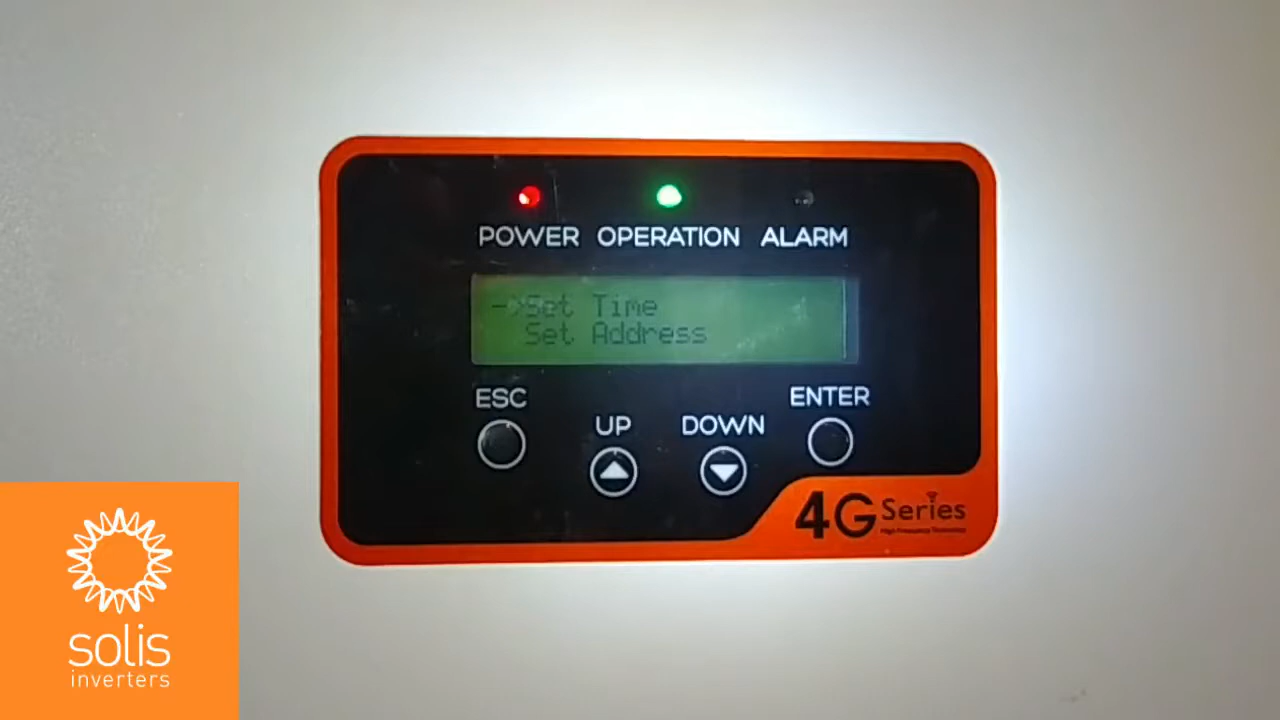 POWER OPERATION ALARM
->Set Time
Set Address
ESC
ENTER
UP
DOWN
4G Series
High Frequency Technology
solis
inverters